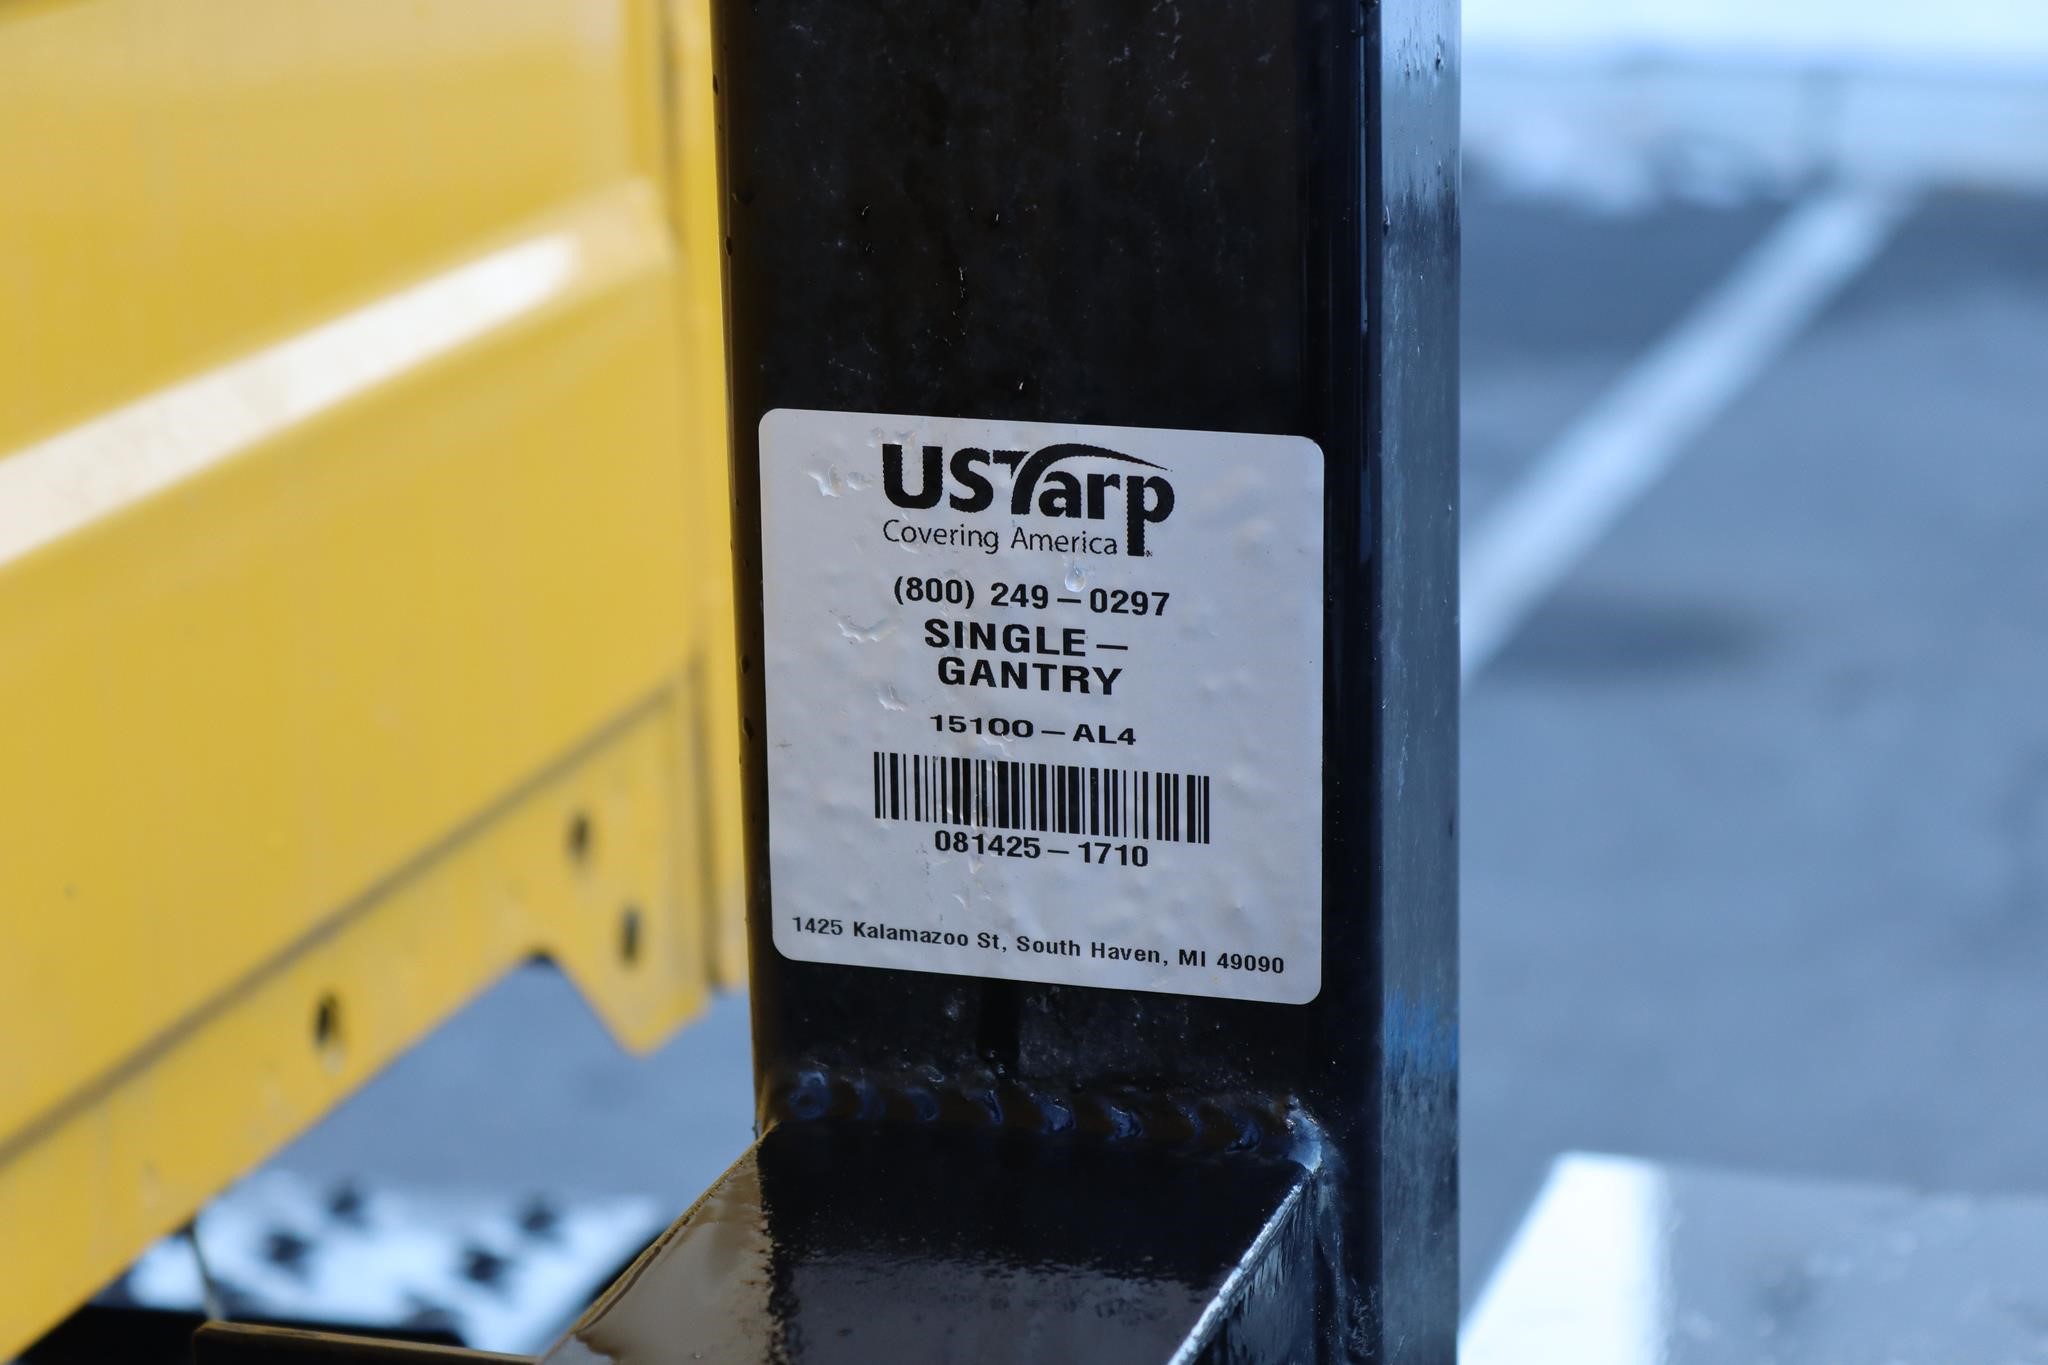 USTarp
Covering America
(800) 249-0297
SINGLE-
GANTRY
15100-AL4
081425-1710
1425 Kalamazoo St, South Haven, MI 49090